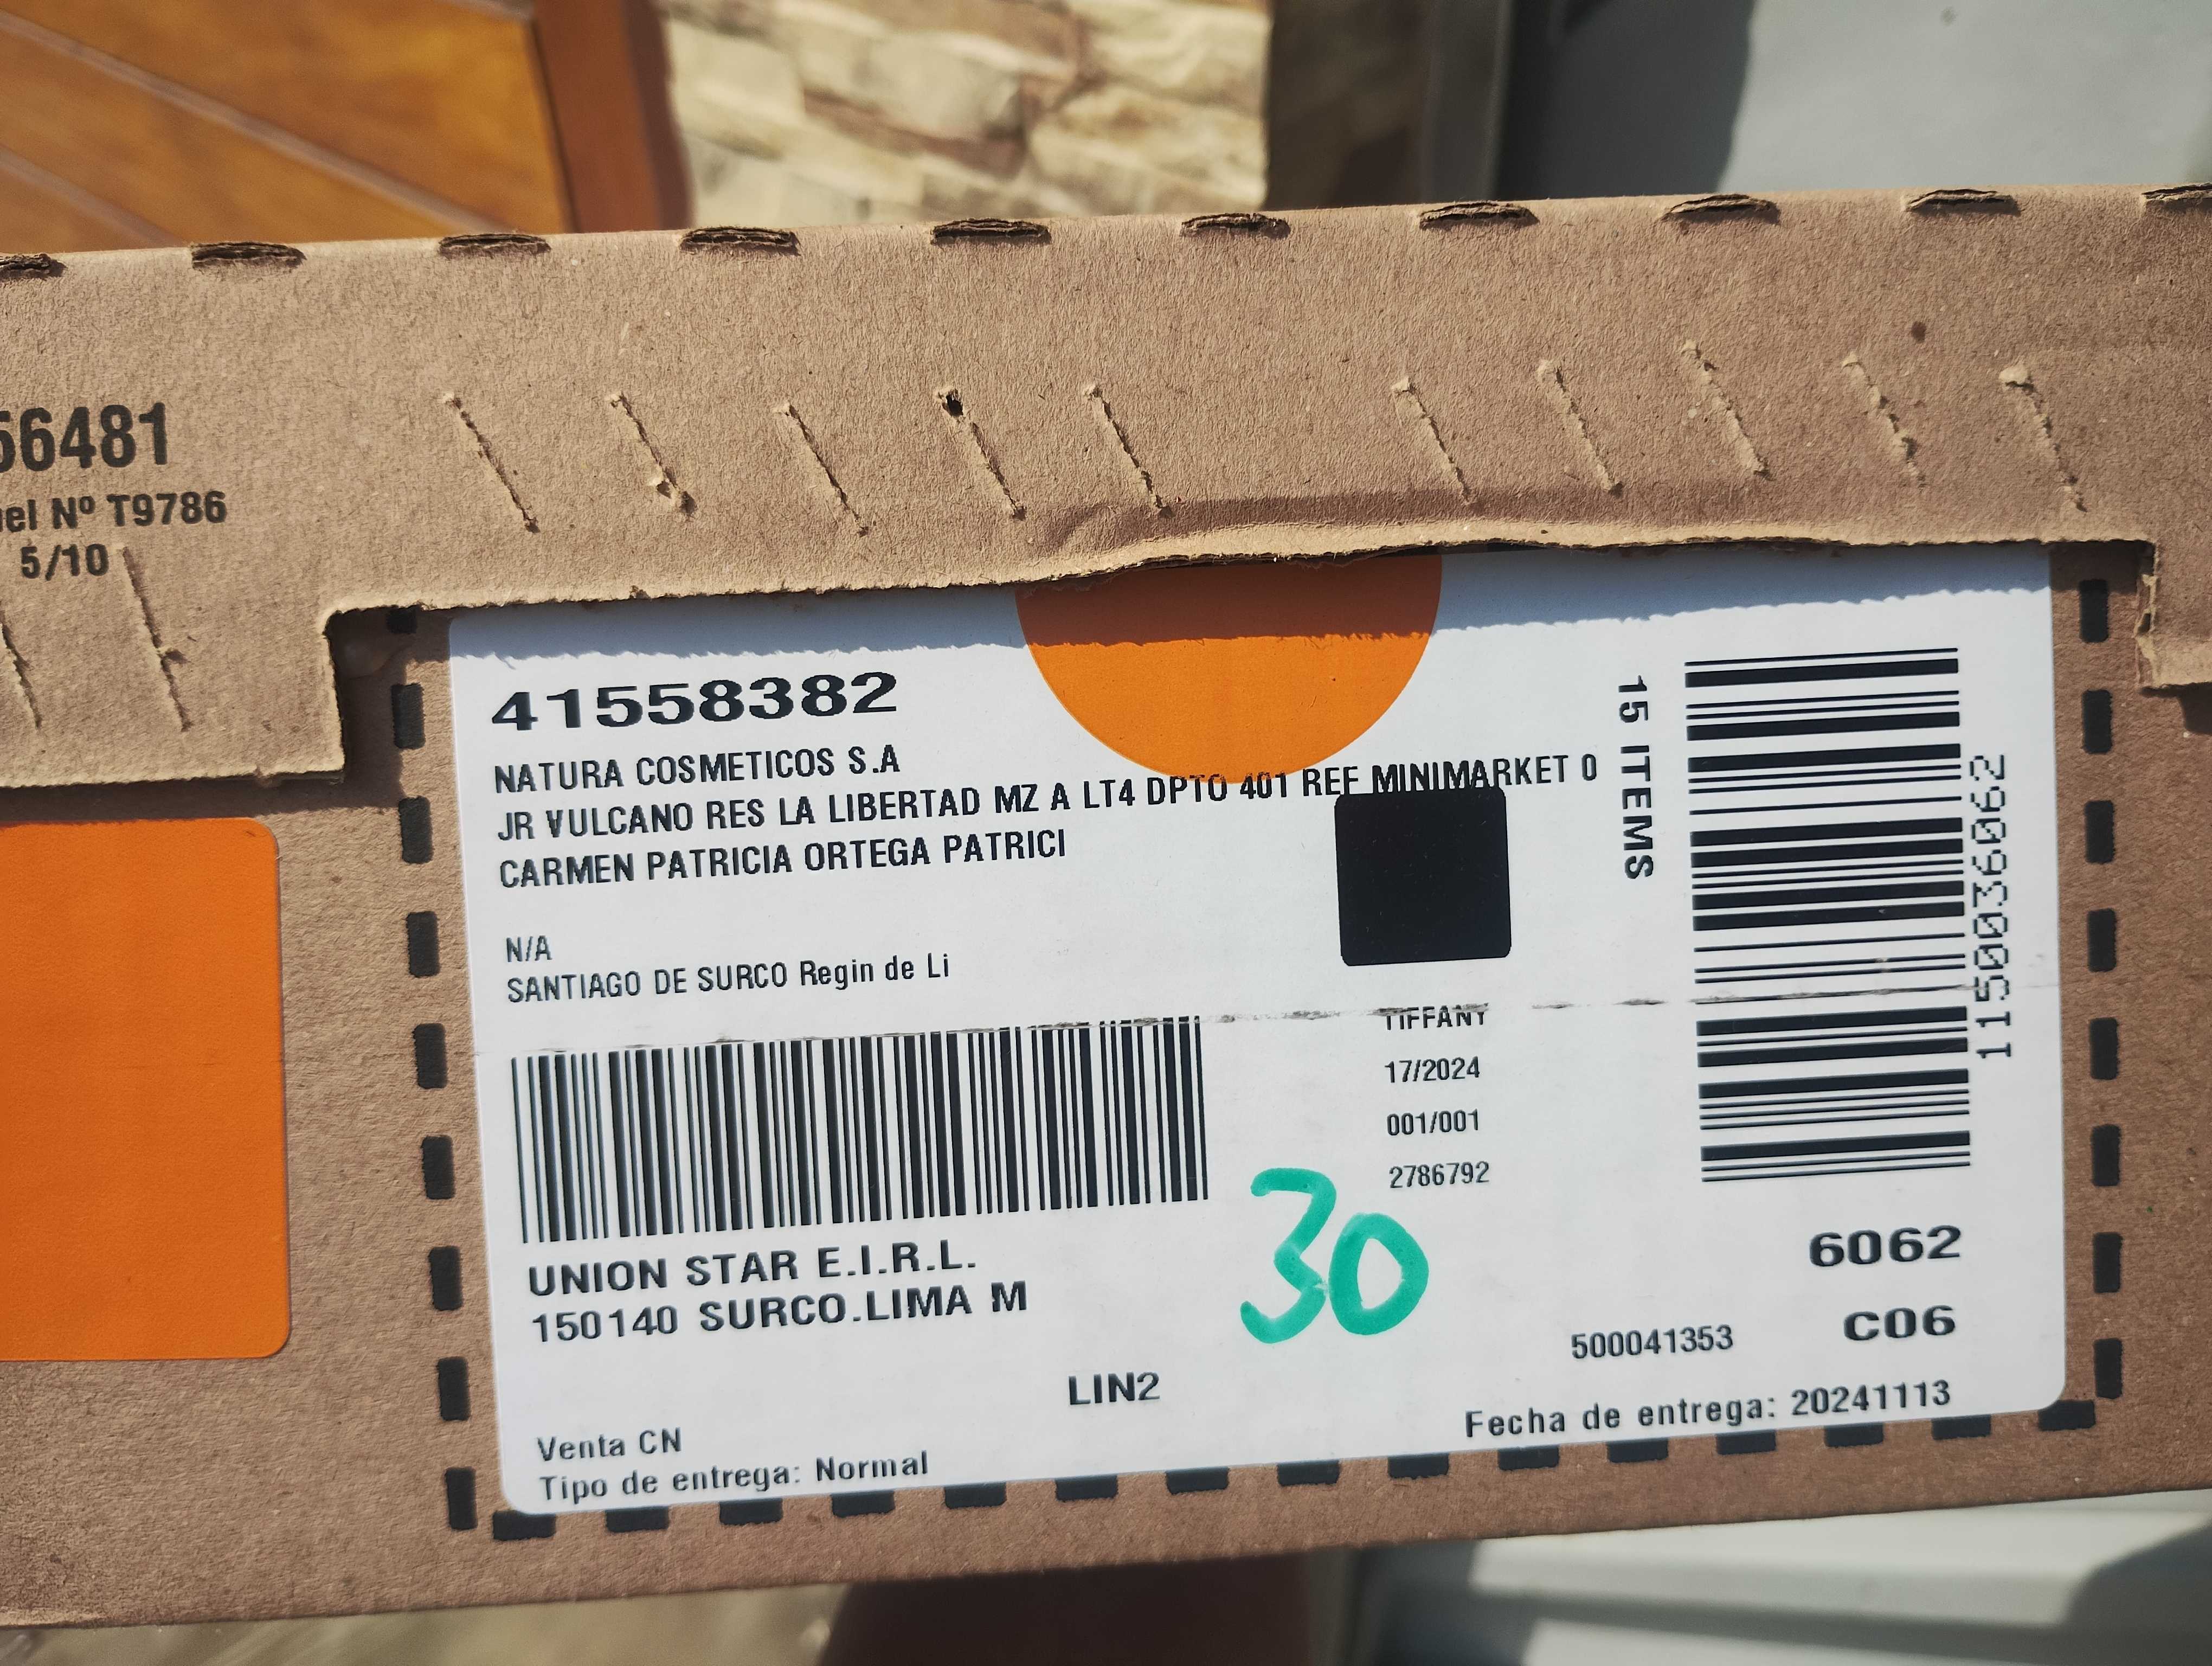 56481
Nº T9786
5/10
41558382
NATURA COSMETICOS S.A
JR VULCANO RES LA LIBERTAD MZ A LT4 DPTO 401 REF MINIMARKET 0
CARMEN PATRICIA ORTEGA PATRICI
N/A
SANTIAGO DE SURCO Regin de Li
15 ITEMS
1150036062
TIFFANY
17/2024
001/001
2786792
30
UNION STAR E.I.R.L.
150140 SURCO.LIMA M
6062
C06
500041353
LIN2
Fecha de entrega: 20241113
Venta CN
Tipo de entrega: Normal